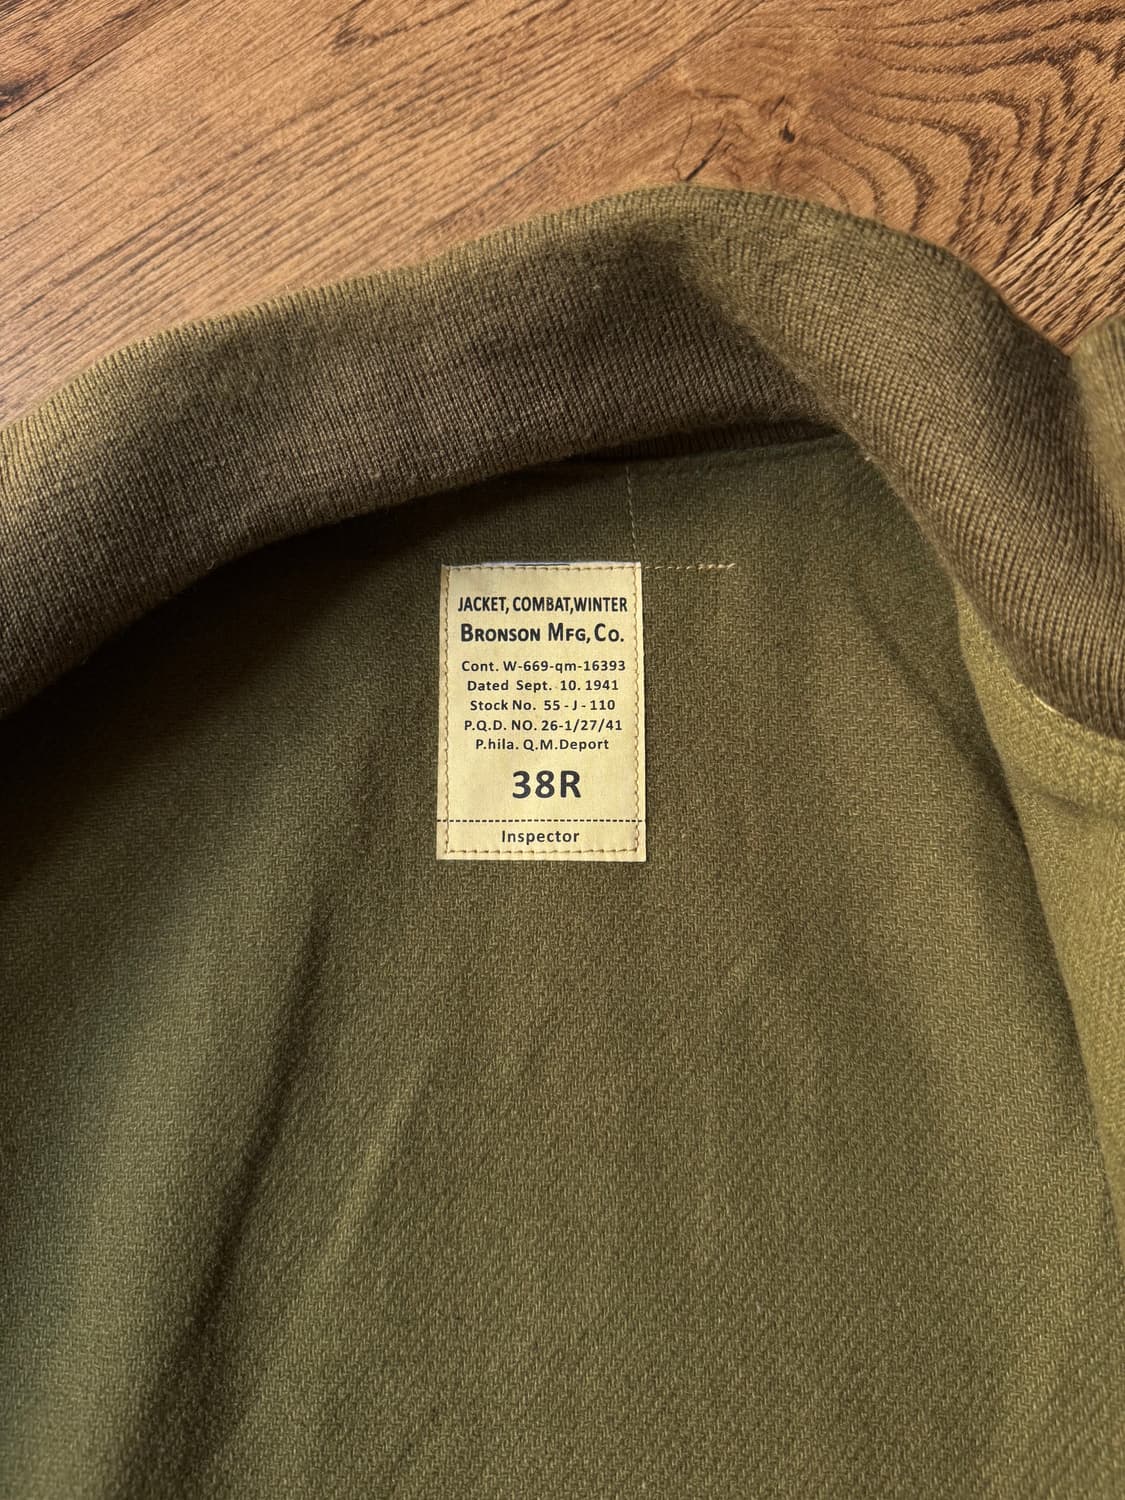 JACKET, COMBAT,WINTER
BRONSON MFG, CO.
Cont. W-669-qm-16393
Dated Sept. 10. 1941
Stock No. 55 - J - 110
P.Q.D. NO. 26-1/27/41
P.hila. Q.M.Deport
38R
Inspector